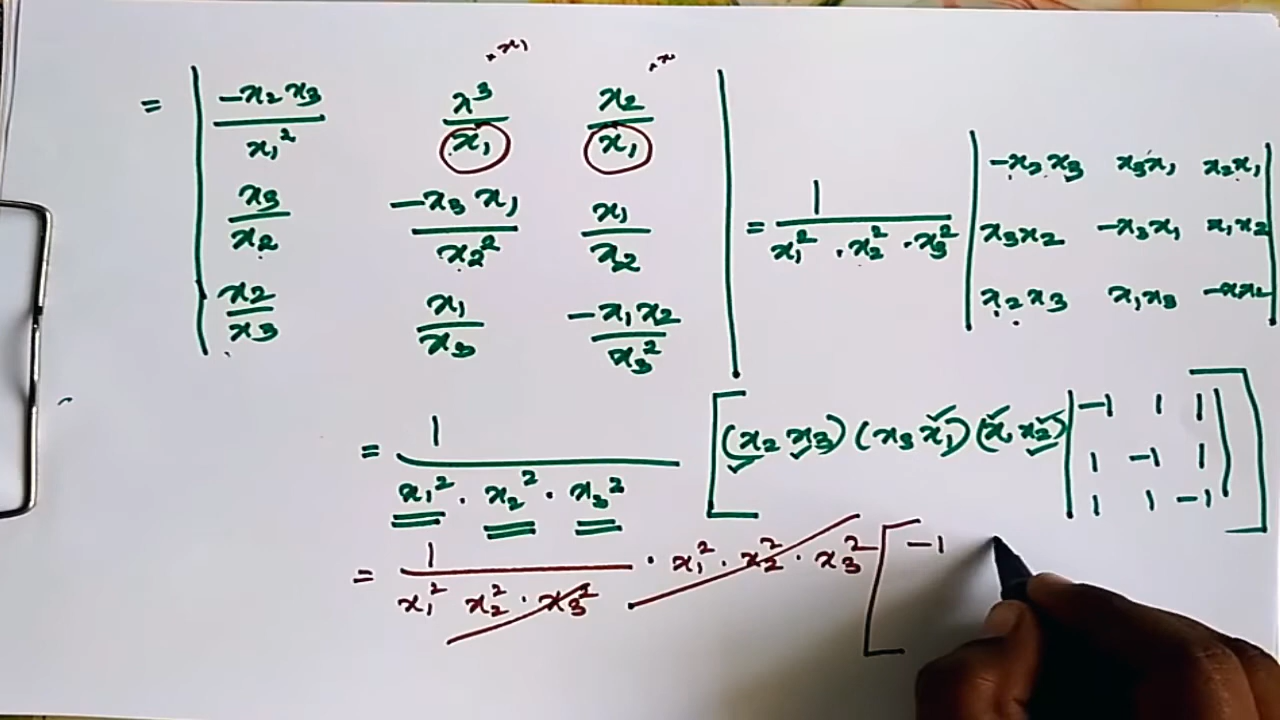 ·x₁ ·x
= | -x₂x₃/x₁² x³/x₁ x₂/x₁ |
| x₃/x₂ -x₃x₁/x₂² x₁/x₂ |
| x₂/x₃ x₁/x₃ -x₁x₂/x₃² |
= 1/(x₁²·x₂²·x₃²) | -x₂x₃ x₃x₁ x₂x₁ |
| x₃x₂ -x₃x₁ x₁x₂ |
| x₂x₃ x₁x₃ -x₁x₂ |
= 1/(x₁²·x₂²·x₃²) [(x₂x₃)(x₃x₁)(x₁x₂) | -1 1 1 |
| 1 -1 1 |
| 1 1 -1 | ]
= 1/(x₁² x₂²·x₃²) · x₁²·x₂²·x₃² [ -1